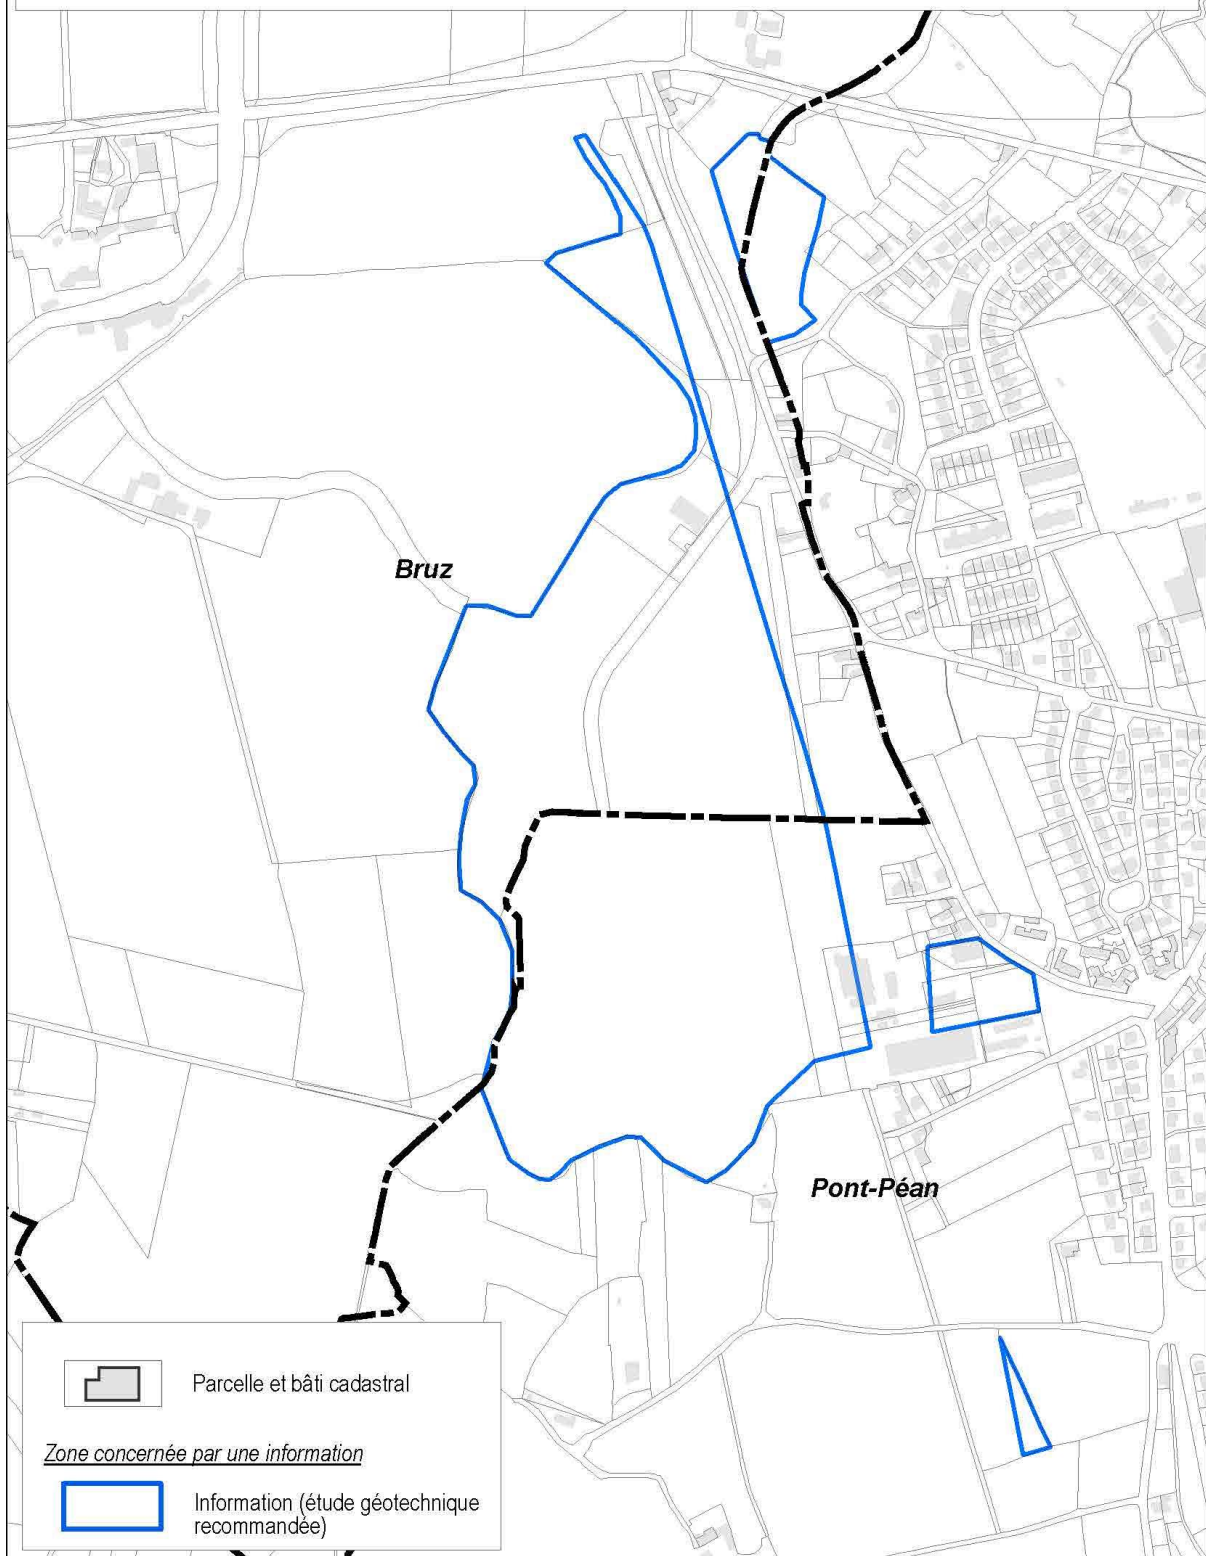 Bruz
Pont-Péan
Parcelle et bâti cadastral
Zone concernée par une information
Information (étude géotechnique
recommandée)